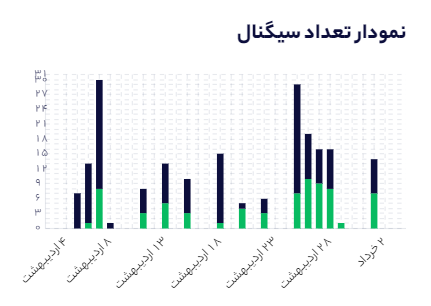 نمودار تعداد سیگنال
۳۱
۳۰
۲۷
۲۴
۲۱
۱۸
۱۵
۱۲
۹
۶
۳
۰
۴ اردیبهشت
۸ اردیبهشت
۱۳ اردیبهشت
۱۸ اردیبهشت
۲۳ اردیبهشت
۲۸ اردیبهشت
۲ خرداد